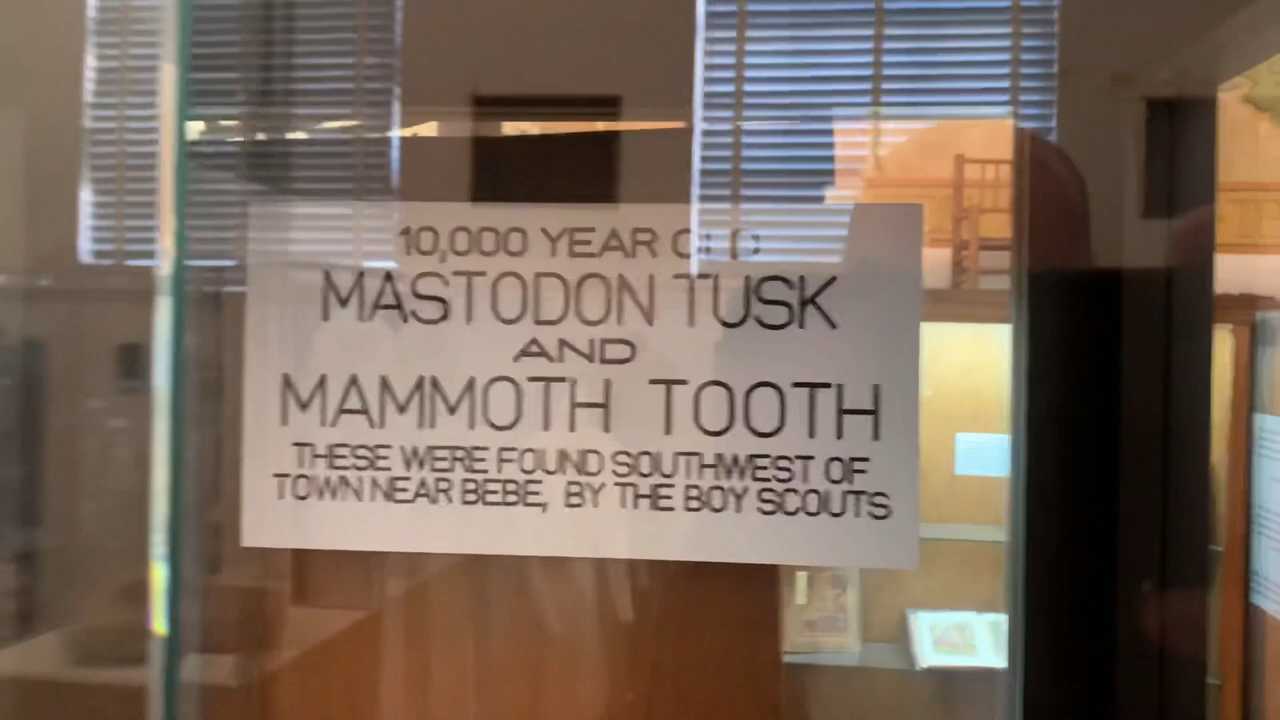 10,000 YEAR OLD
MASTODON TUSK
AND
MAMMOTH TOOTH
THESE WERE FOUND SOUTHWEST OF
TOWN NEAR BEBE, BY THE BOY SCOUTS